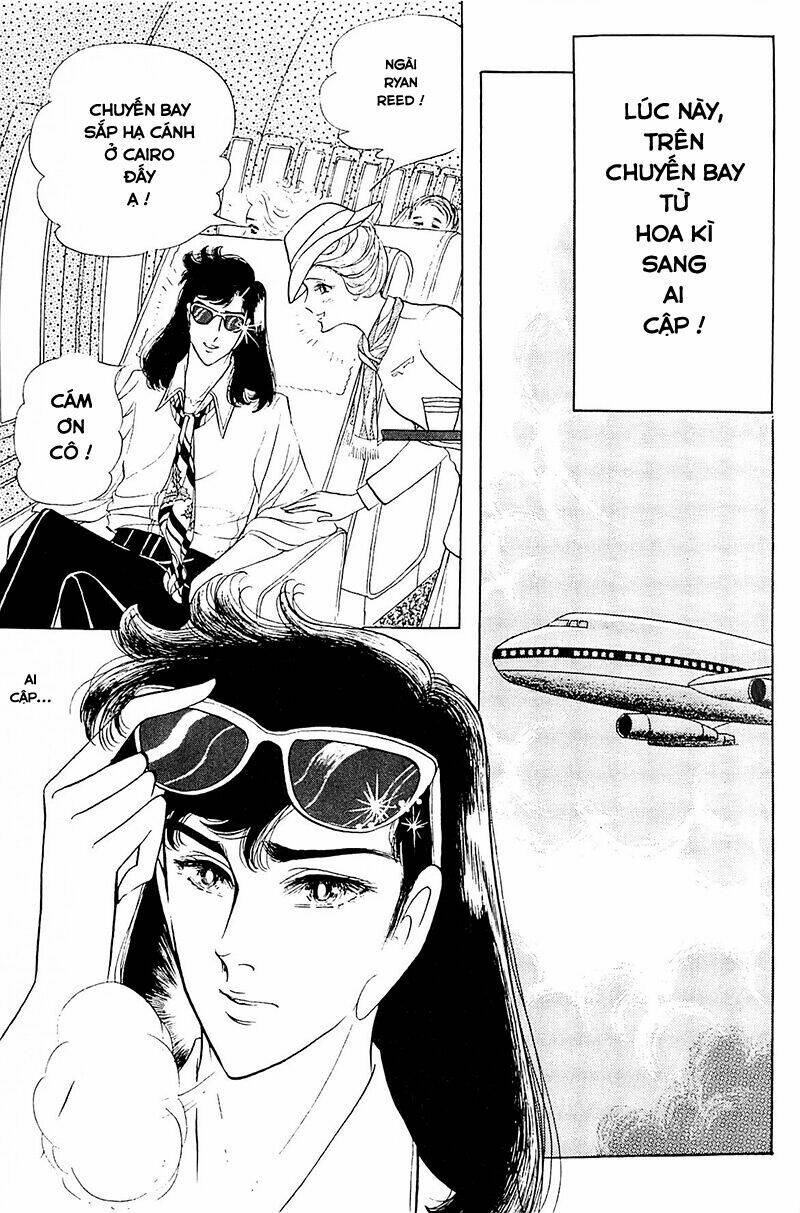 LÚC NÀY,
TRÊN
CHUYẾN BAY
TỪ
HOA KÌ
SANG
AI
CẬP !
NGÀI
RYAN
REED !
CHUYẾN BAY
SẮP HẠ CÁNH
Ở CAIRO
ĐẤY
Ạ !
CÁM
ƠN
CÔ !
AI
CẬP...